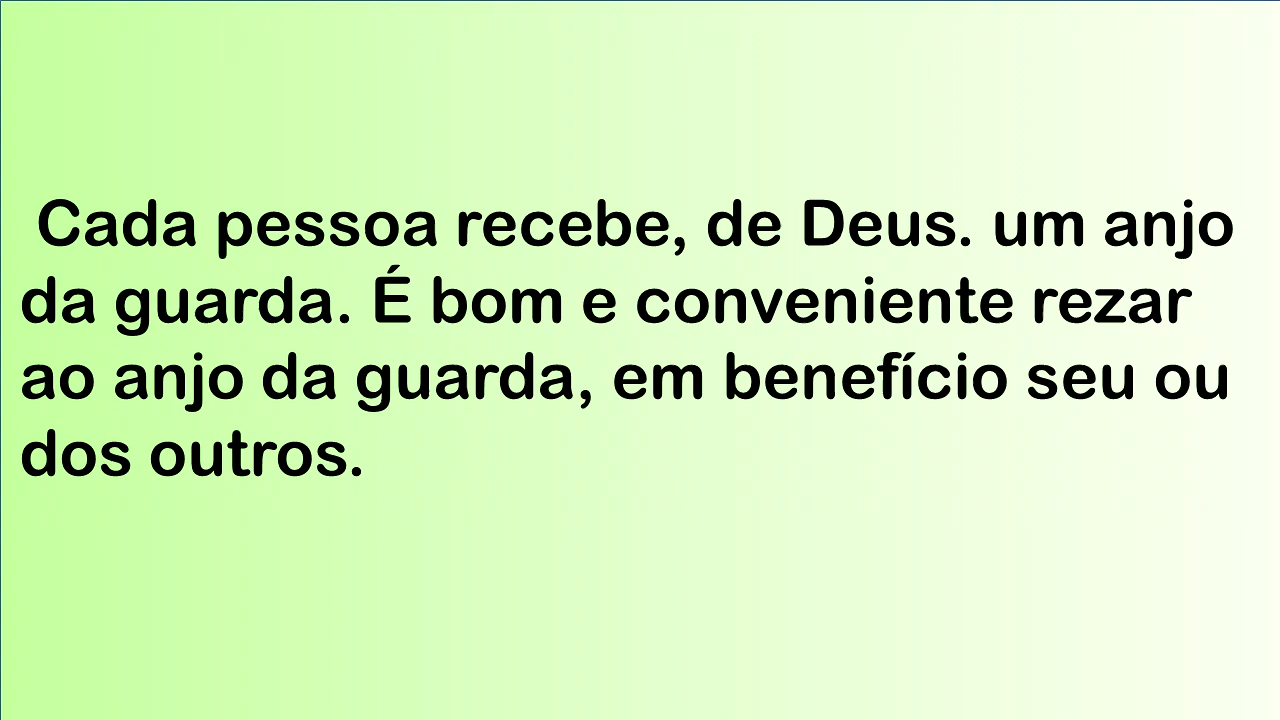 Cada pessoa recebe, de Deus. um anjo
da guarda. É bom e conveniente rezar
ao anjo da guarda, em benefício seu ou
dos outros.